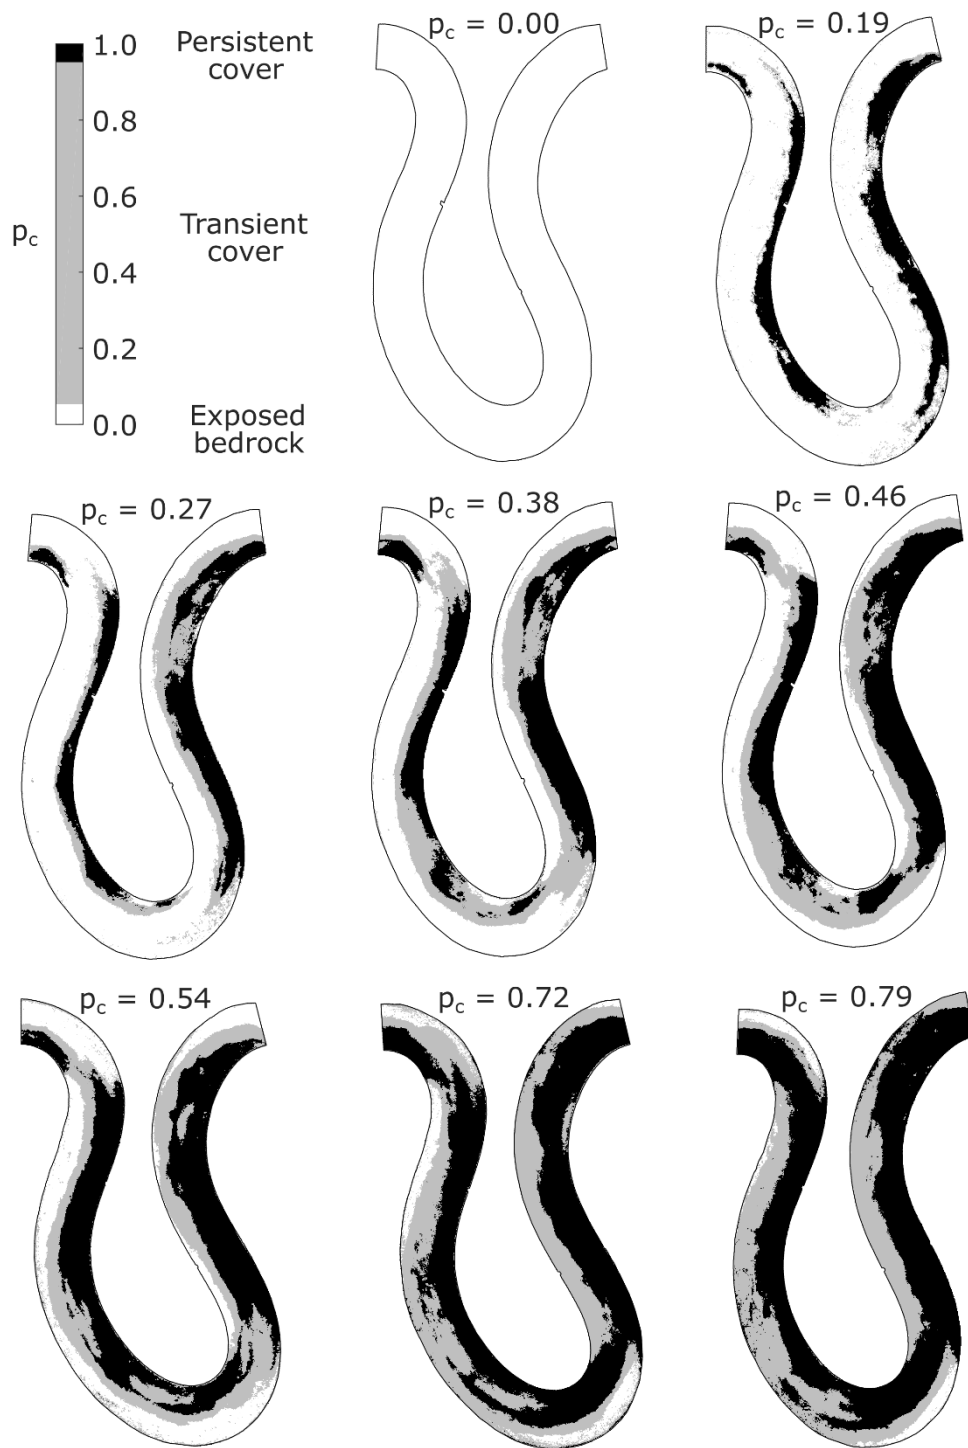 1.0
0.8
0.6
0.4
0.2
0.0
p_c
Persistent
cover
Transient
cover
Exposed
bedrock
p_c = 0.00
p_c = 0.19
p_c = 0.27
p_c = 0.38
p_c = 0.46
p_c = 0.54
p_c = 0.72
p_c = 0.79